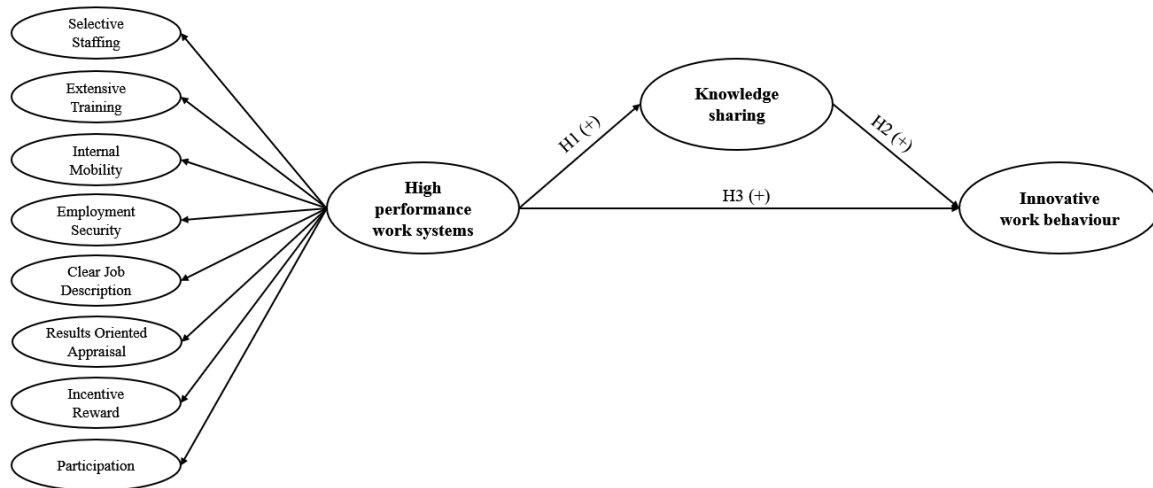 Selective
Staffing
Extensive
Training
Internal
Mobility
Employment
Security
Clear Job
Description
Results Oriented
Appraisal
Incentive
Reward
Participation
High
performance
work systems
H1 (+)
Knowledge
sharing
H2 (+)
H3 (+)
Innovative
work behaviour